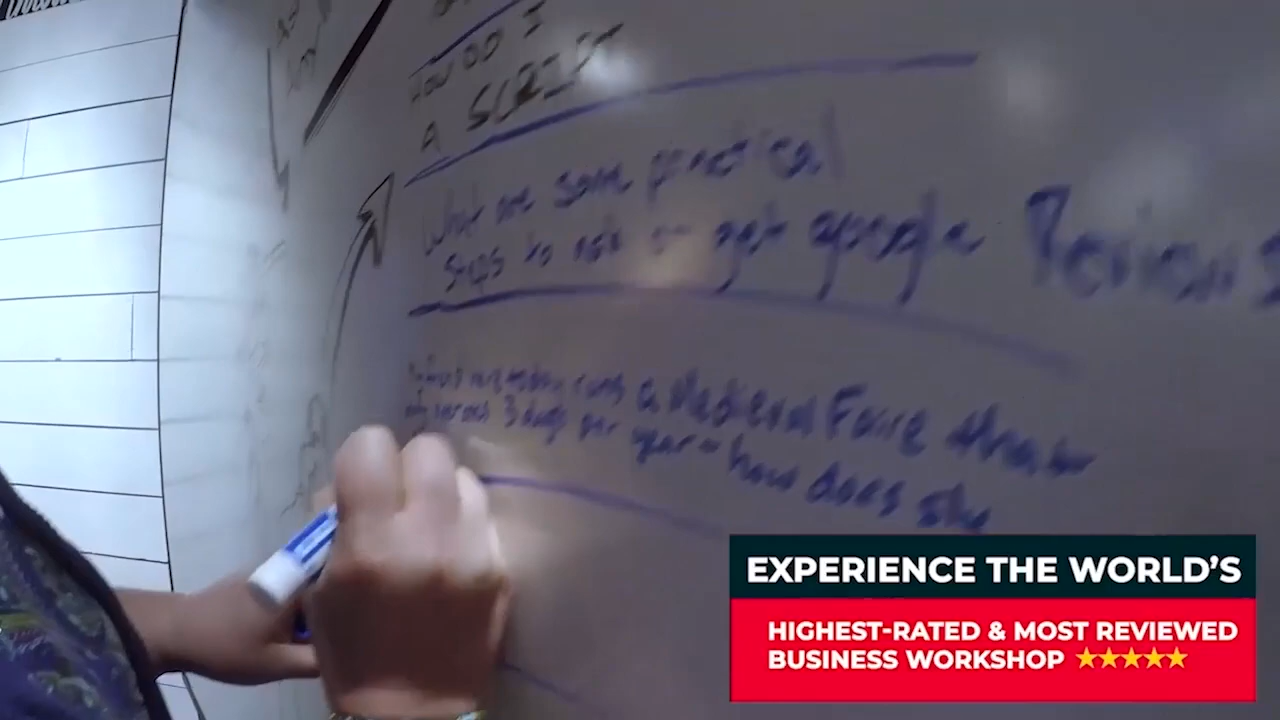 HOW DO I
A SCRIPT
What are some practical
steps to ask or get google Reviews
runs a Medieval Faire theater
3 days per year - how does she
EXPERIENCE THE WORLD'S
HIGHEST-RATED & MOST REVIEWED
BUSINESS WORKSHOP